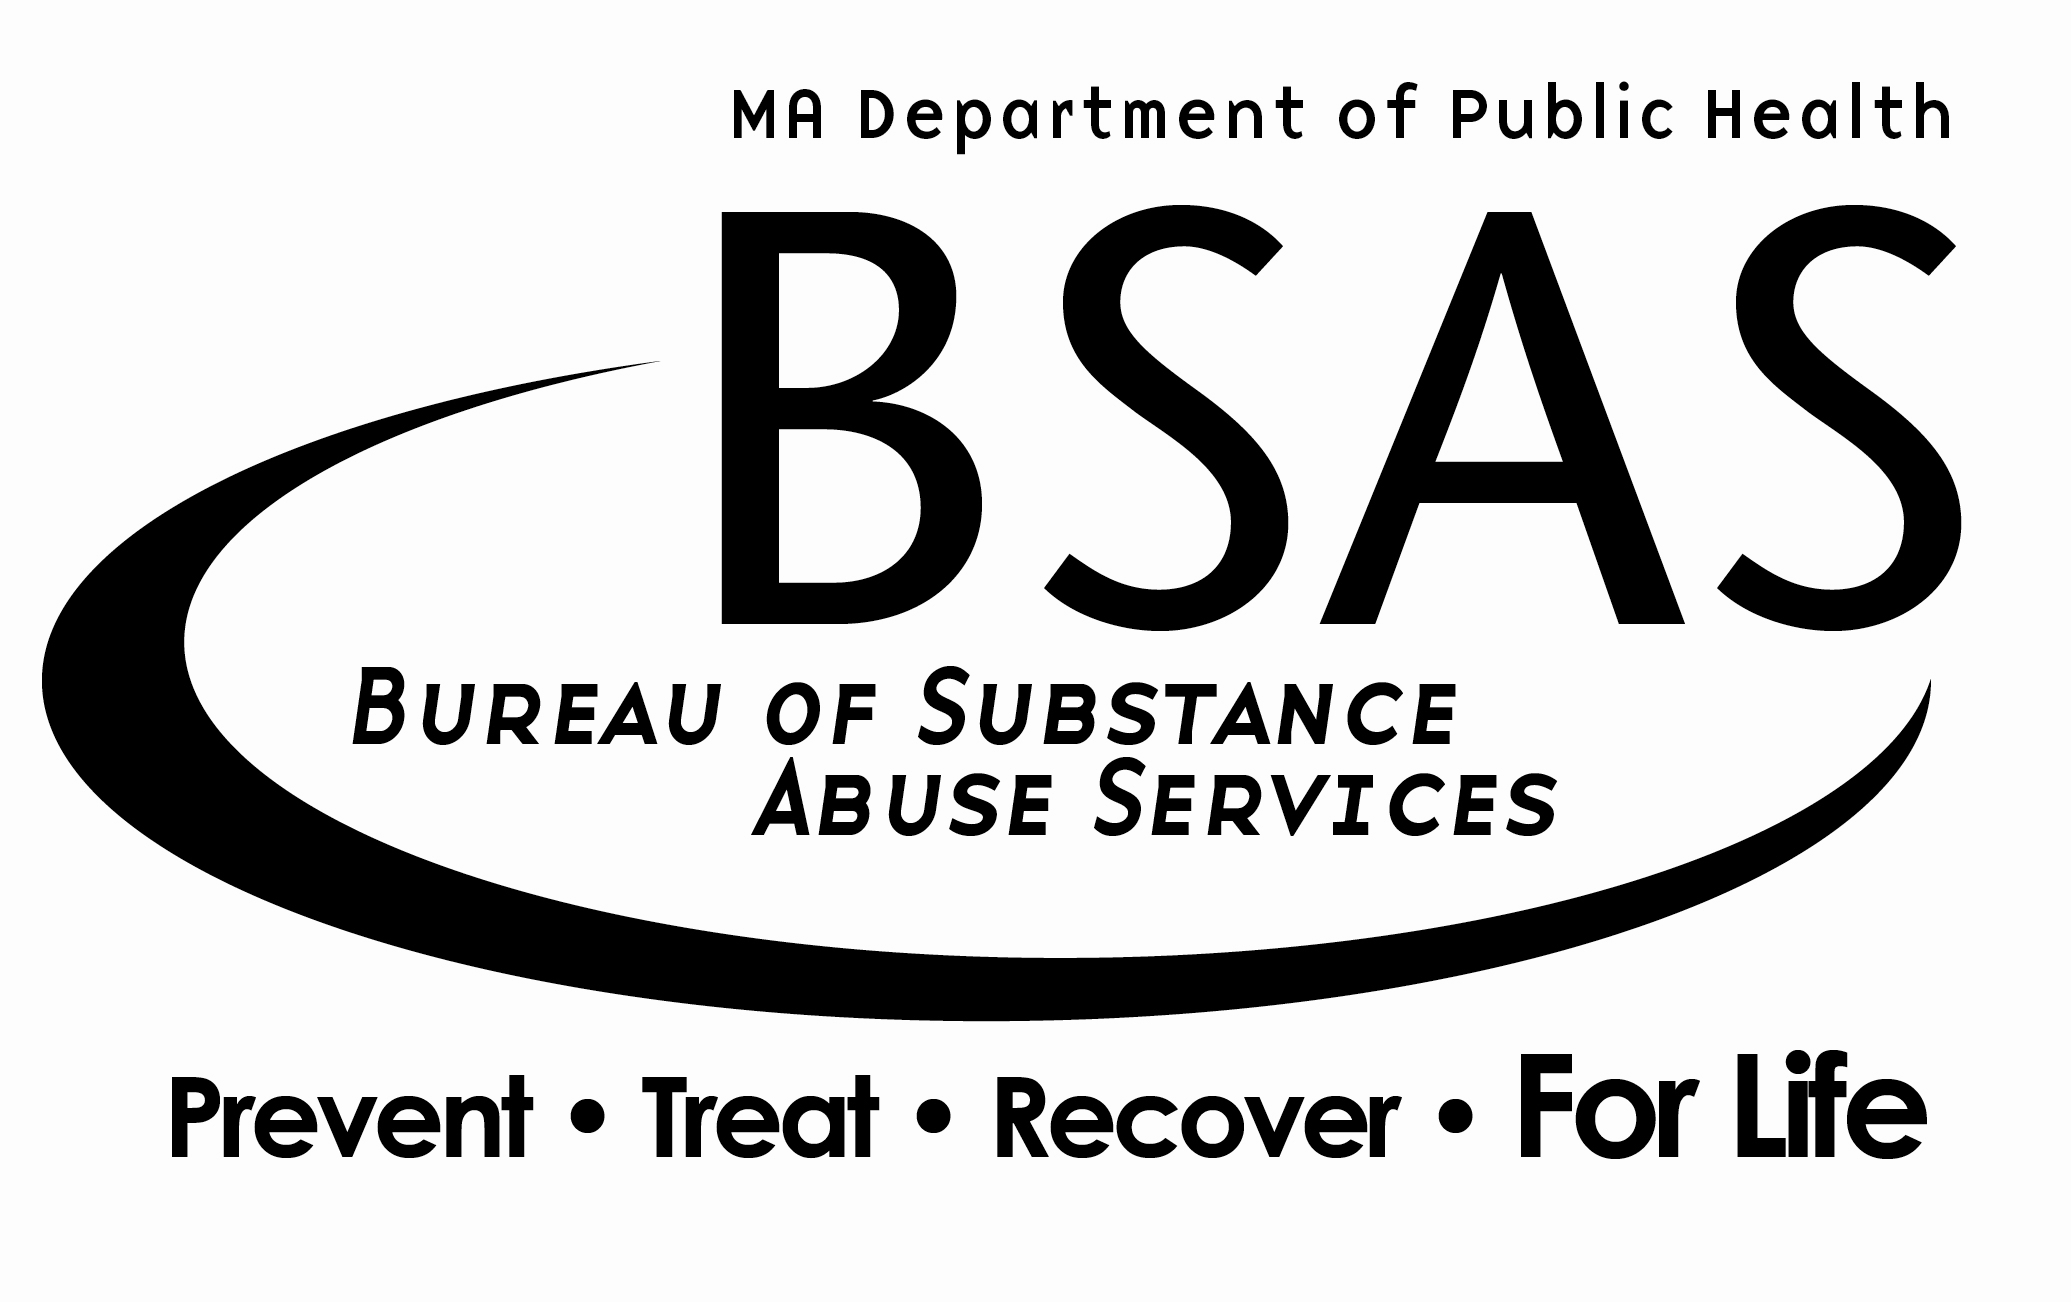 MA Department of Public Health
BSAS
BUREAU OF SUBSTANCE
ABUSE SERVICES
Prevent • Treat • Recover • For Life